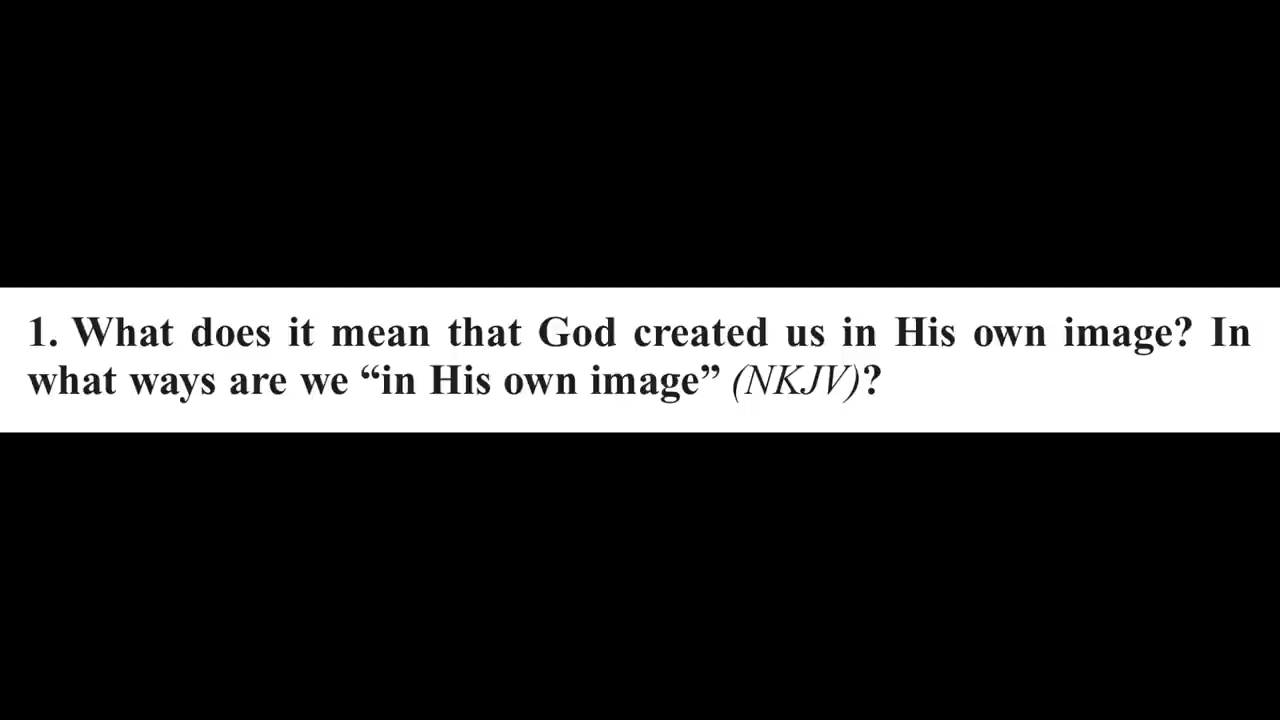 1. What does it mean that God created us in His own image? In
what ways are we “in His own image” (NKJV)?